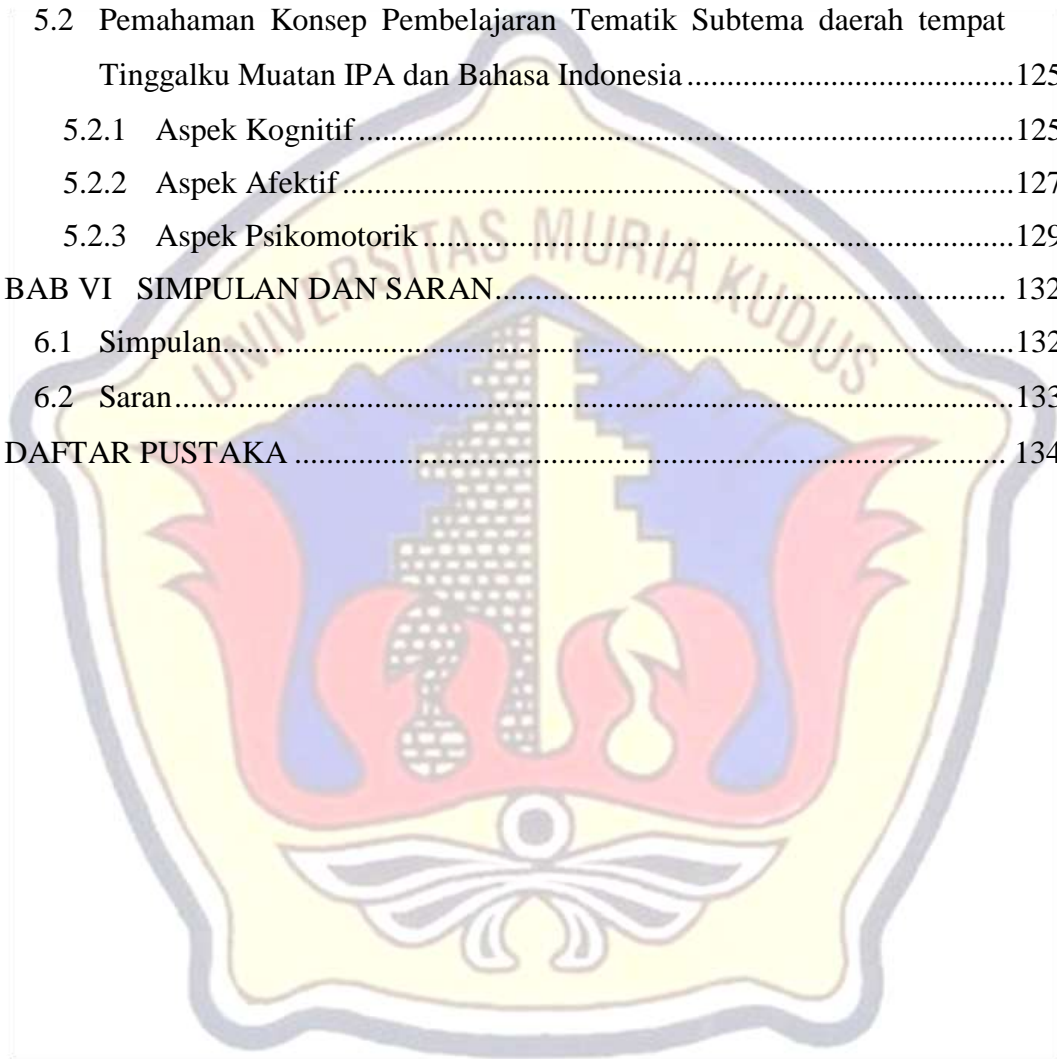 5.2 Pemahaman Konsep Pembelajaran Tematik Subtema daerah tempat
Tinggalku Muatan IPA dan Bahasa Indonesia ........................................ 125
5.2.1 Aspek Kognitif ........................................ 125
5.2.2 Aspek Afektif ........................................ 127
5.2.3 Aspek Psikomotorik ........................................ 129
BAB VI SIMPULAN DAN SARAN ........................................ 132
6.1 Simpulan ........................................ 132
6.2 Saran ........................................ 133
DAFTAR PUSTAKA ........................................ 134
UNIVERSITAS MURIA KUDUS